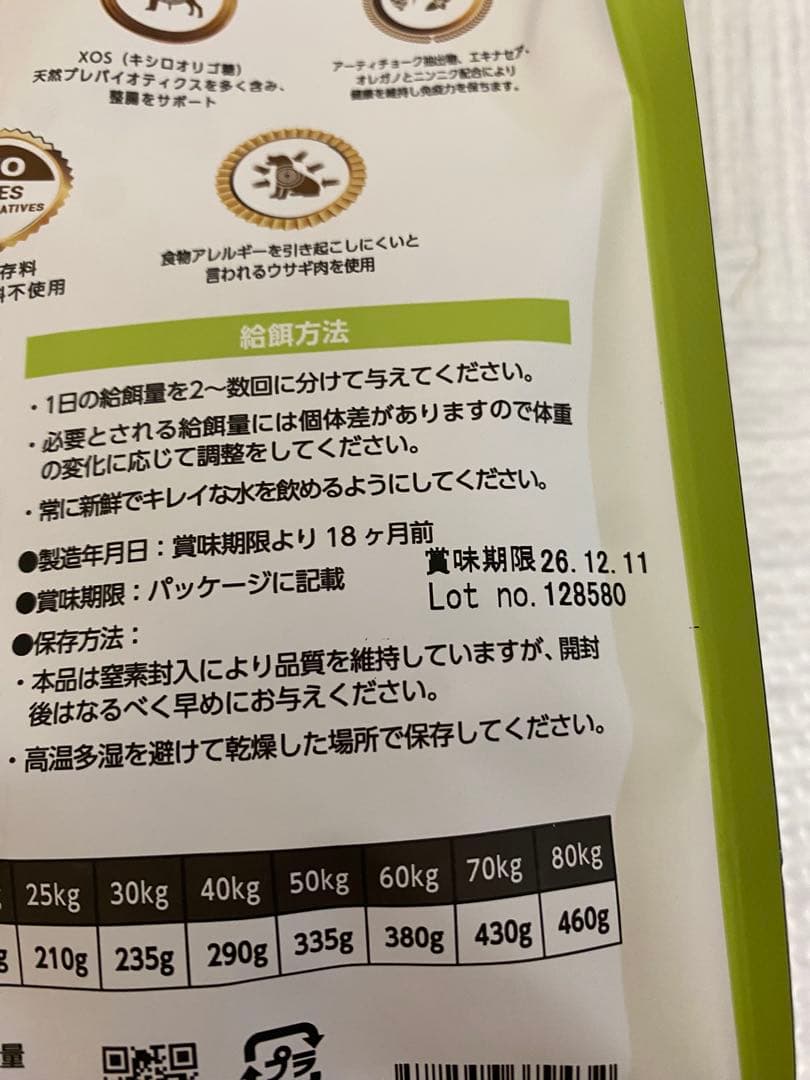 XOS（キシロオリゴ糖）
天然プレバイオティクスを多く含み、
整腸をサポート
アーティチョーク抽出物、エキナセア・
オレガノとニンニク配合により
健康を維持し免疫力を保ちます。
O
ES
ATIVES
存料
料不使用
食物アレルギーを引き起こしにくいと
言われるウサギ肉を使用
給餌方法
・1日の給餌量を2〜数回に分けて与えてください。
・必要とされる給餌量には個体差がありますので体重
の変化に応じて調整をしてください。
・常に新鮮でキレイな水を飲めるようにしてください。
●製造年月日：賞味期限より18ヶ月前
●賞味期限：パッケージに記載
賞味期限26.12.11
Lot no.128580
●保存方法：
・本品は窒素封入により品質を維持していますが、開封
後はなるべく早めにお与えください。
・高温多湿を避けて乾燥した場所で保存してください。
25kg 30kg 40kg 50kg 60kg 70kg 80kg
g 210g 235g 290g 335g 380g 430g 460g
量
プラ